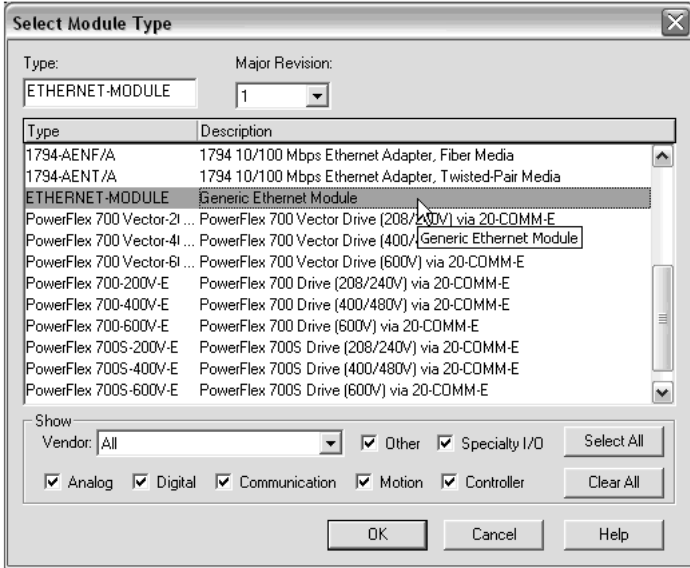 Select Module Type
Type: Major Revision:
ETHERNET-MODULE 1
Type Description
1794-AENF/A 1794 10/100 Mbps Ethernet Adapter, Fiber Media
1794-AENT/A 1794 10/100 Mbps Ethernet Adapter, Twisted-Pair Media
ETHERNET-MODULE Generic Ethernet Module
PowerFlex 700 Vector-2 ... PowerFlex 700 Vector Drive (208/240V) via 20-COMM-E
PowerFlex 700 Vector-4 ... PowerFlex 700 Vector Drive (400/ Generic Ethernet Module
PowerFlex 700 Vector-6 ... PowerFlex 700 Vector Drive (600V) via 20-COMM-E
PowerFlex 700-200V-E PowerFlex 700 Drive (208/240V) via 20-COMM-E
PowerFlex 700-400V-E PowerFlex 700 Drive (400/480V) via 20-COMM-E
PowerFlex 700-600V-E PowerFlex 700 Drive (600V) via 20-COMM-E
PowerFlex 700S-200V-E PowerFlex 700S Drive (208/240V) via 20-COMM-E
PowerFlex 700S-400V-E PowerFlex 700S Drive (400/480V) via 20-COMM-E
PowerFlex 700S-600V-E PowerFlex 700S Drive (600V) via 20-COMM-E
Show
Vendor: All Other Specialty I/O Select All
Analog Digital Communication Motion Controller Clear All
OK Cancel Help